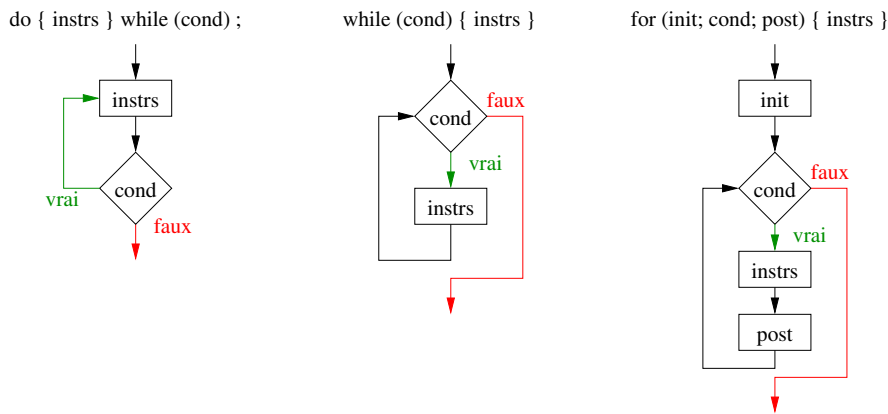 do { instrs } while (cond) ;
instrs
cond
vrai
faux
while (cond) { instrs }
cond
faux
vrai
instrs
for (init; cond; post) { instrs }
init
cond
faux
vrai
instrs
post